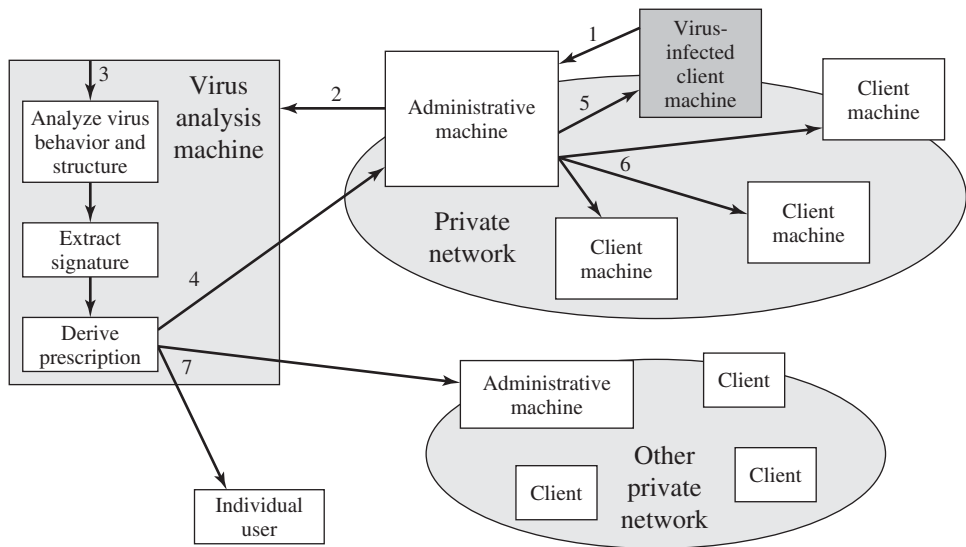 3
Analyze virus
behavior and
structure
Extract
signature
Derive
prescription
Virus
analysis
machine
2
4
7
Individual
user
Administrative
machine
1
Virus-
infected
client
machine
5
6
Client
machine
Client
machine
Client
machine
Private
network
Administrative
machine
Client
Client
Client
Other
private
network